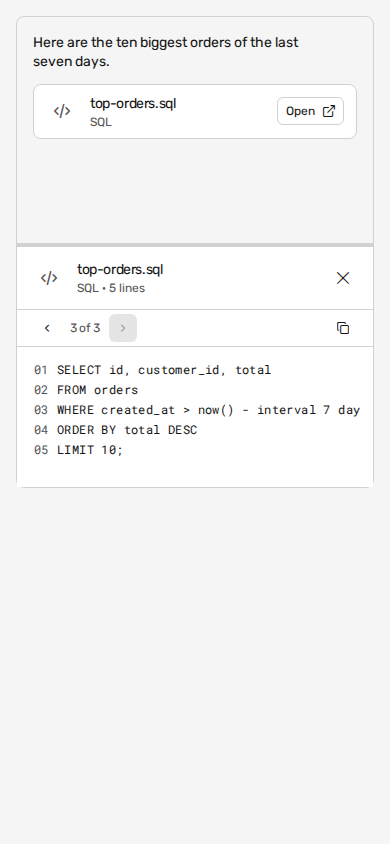 Here are the ten biggest orders of the last
seven days.
top-orders.sql
SQL
Open
top-orders.sql
SQL • 5 lines
3 of 3
01 SELECT id, customer_id, total
02 FROM orders
03 WHERE created_at > now() - interval 7 day
04 ORDER BY total DESC
05 LIMIT 10;